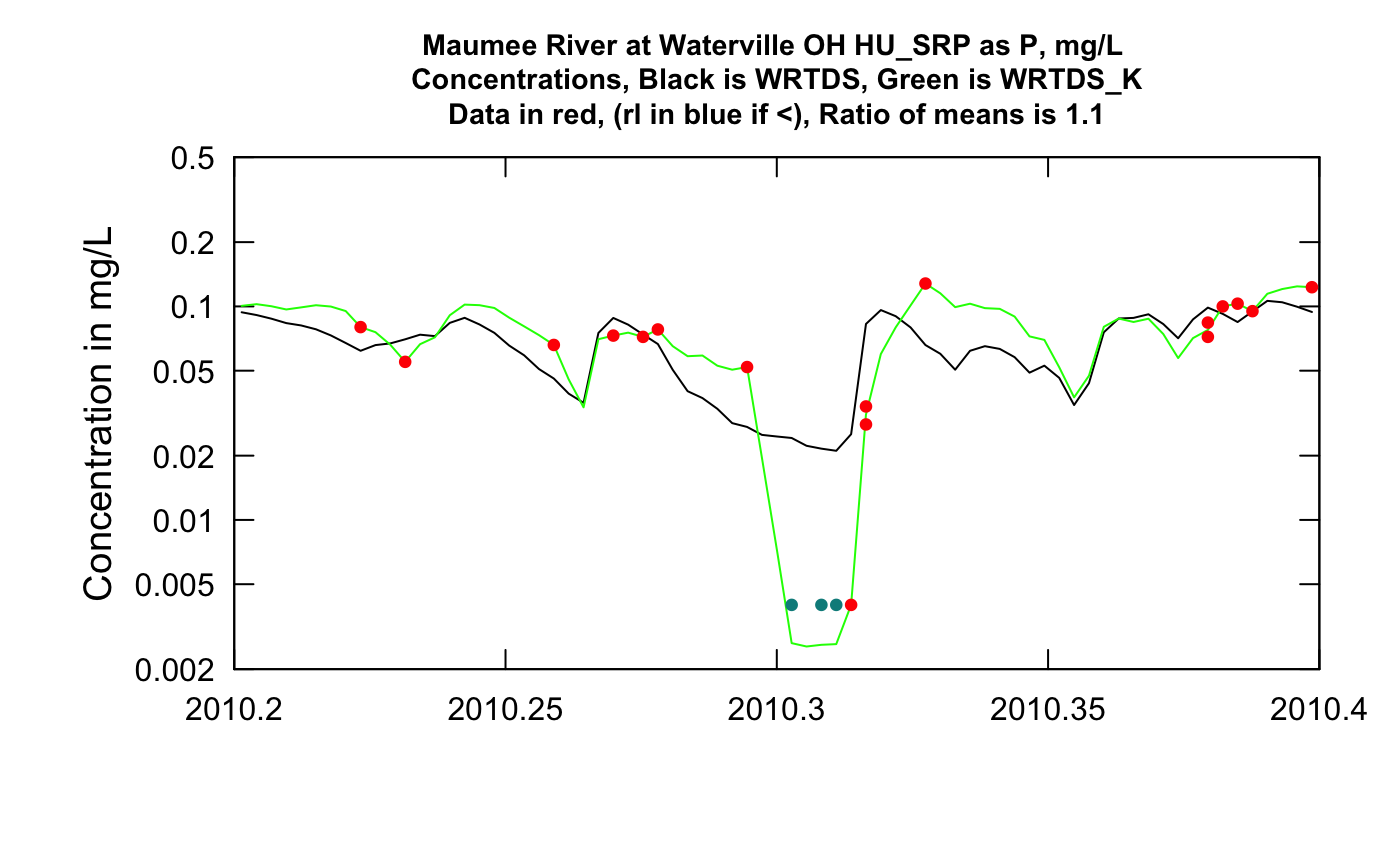 Maumee River at Waterville OH HU_SRP as P, mg/L
Concentrations, Black is WRTDS, Green is WRTDS_K
Data in red, (rl in blue if <), Ratio of means is 1.1
Concentration in mg/L
0.5
0.2
0.1
0.05
0.02
0.01
0.005
0.002
2010.2 2010.25 2010.3 2010.35 2010.4